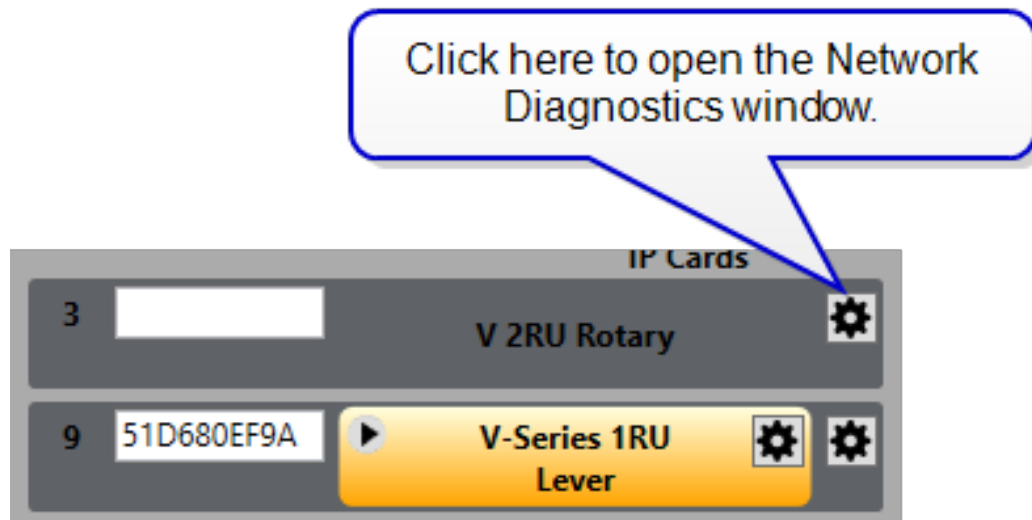 Click here to open the Network
Diagnostics window.
IP Cards
3
V 2RU Rotary
9
51D680EF9A
V-Series 1RU
Lever